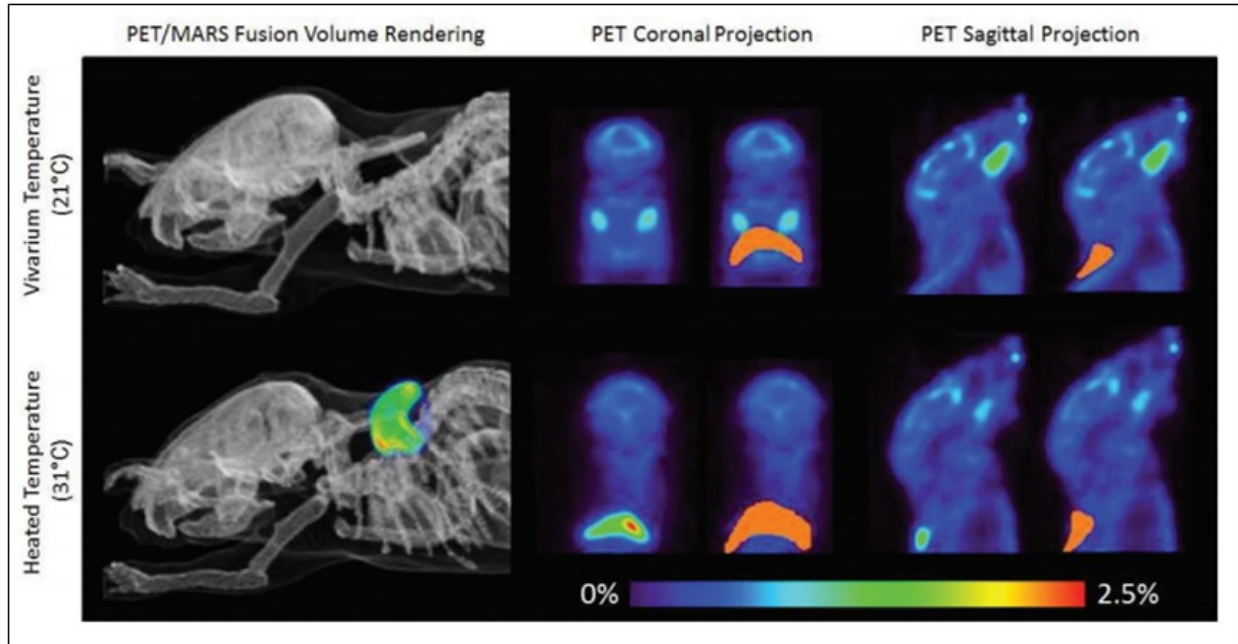 PET/MARS Fusion Volume Rendering
PET Coronal Projection
PET Sagittal Projection
Vivarium Temperature
(21°C)
Heated Temperature
(31°C)
0%
2.5%